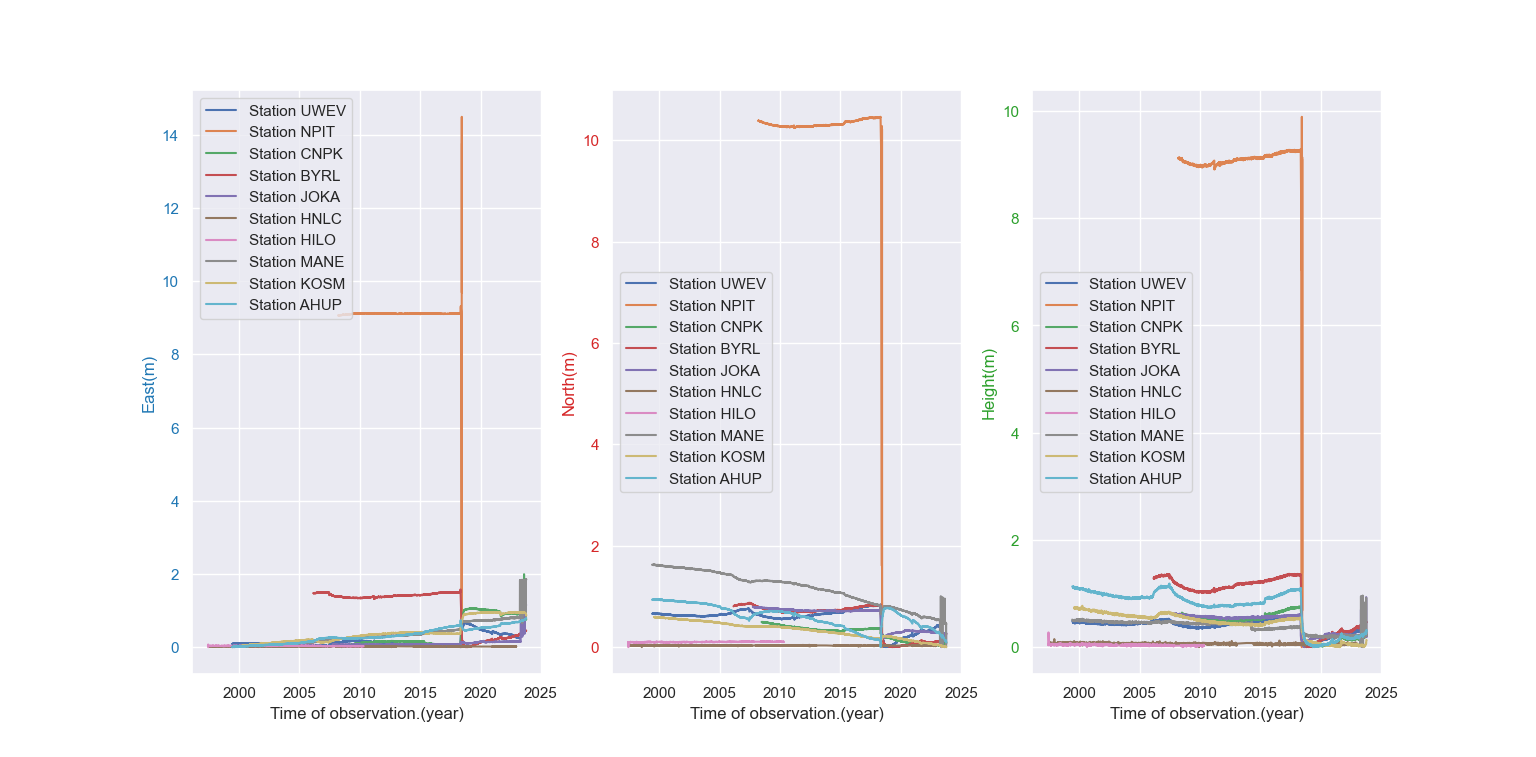 East(m)
14
12
10
8
6
4
2
0
Station UWEV
Station NPIT
Station CNPK
Station BYRL
Station JOKA
Station HNLC
Station HILO
Station MANE
Station KOSM
Station AHUP
2000 2005 2010 2015 2020 2025
Time of observation.(year)
North(m)
10
8
6
4
2
0
Station UWEV
Station NPIT
Station CNPK
Station BYRL
Station JOKA
Station HNLC
Station HILO
Station MANE
Station KOSM
Station AHUP
2000 2005 2010 2015 2020 2025
Time of observation.(year)
Height(m)
10
8
6
4
2
0
Station UWEV
Station NPIT
Station CNPK
Station BYRL
Station JOKA
Station HNLC
Station HILO
Station MANE
Station KOSM
Station AHUP
2000 2005 2010 2015 2020 2025
Time of observation.(year)